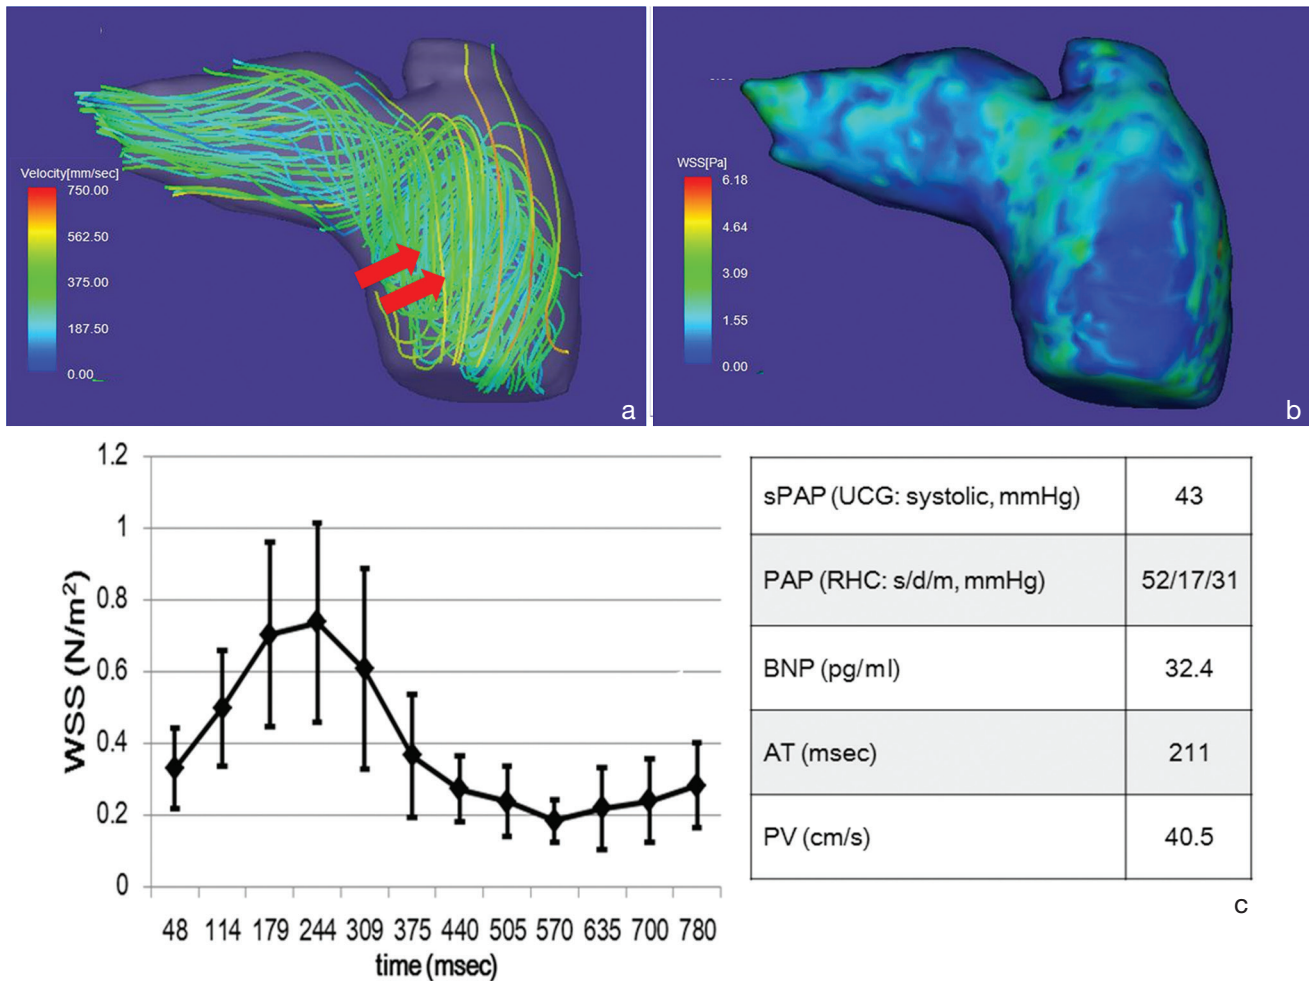 Velocity[mm/sec]
750.00
562.50
375.00
187.50
0.00
a
WSS[Pa]
6.18
4.64
3.09
1.55
0.00
b
WSS (N/m²)
1.2
1
0.8
0.6
0.4
0.2
0
48 114 179 244 309 375 440 505 570 635 700 780
time (msec)
sPAP (UCG: systolic, mmHg) 43
PAP (RHC: s/d/m, mmHg) 52/17/31
BNP (pg/ml) 32.4
AT (msec) 211
PV (cm/s) 40.5
c